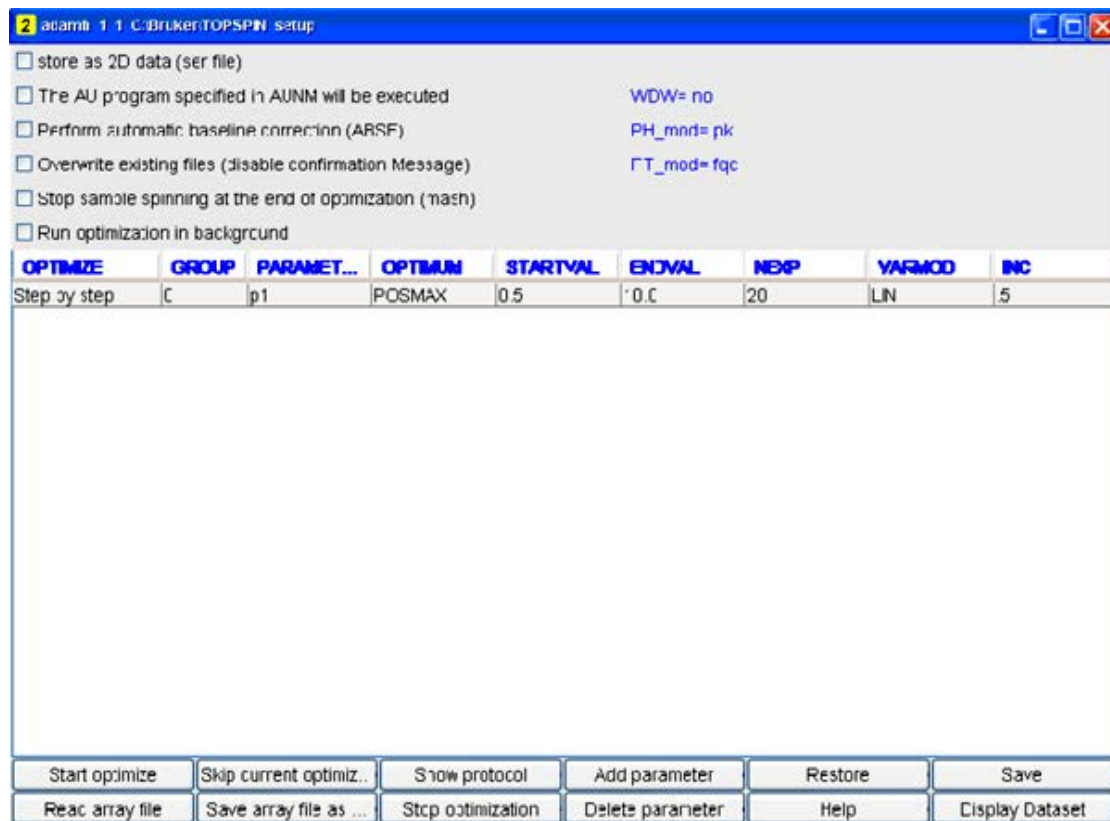 2 adamb 1 1 C:\Bruker\TOPSPIN setup
store as 2D data (ser file)
The AU program specified in AUNM will be executed WDW= no
Perform automatic baseline correction (ABSF) PH_mod= pk
Overwrite existing files (disable confirmation Message) FT_mod= fqc
Stop sample spinning at the end of optimization (mash)
Run optimization in background
OPTIMIZE GROUP PARAMET... OPTIMUM STARTVAL ENDVAL NEXP VARMOD INC
Step by step 0 p1 POSMAX 0.5 10.0 20 LIN .5
Start optimize Skip current optimiz.. Show protocol Add parameter Restore Save
Read array file Save array file as ... Stop optimization Delete parameter Help Display Dataset